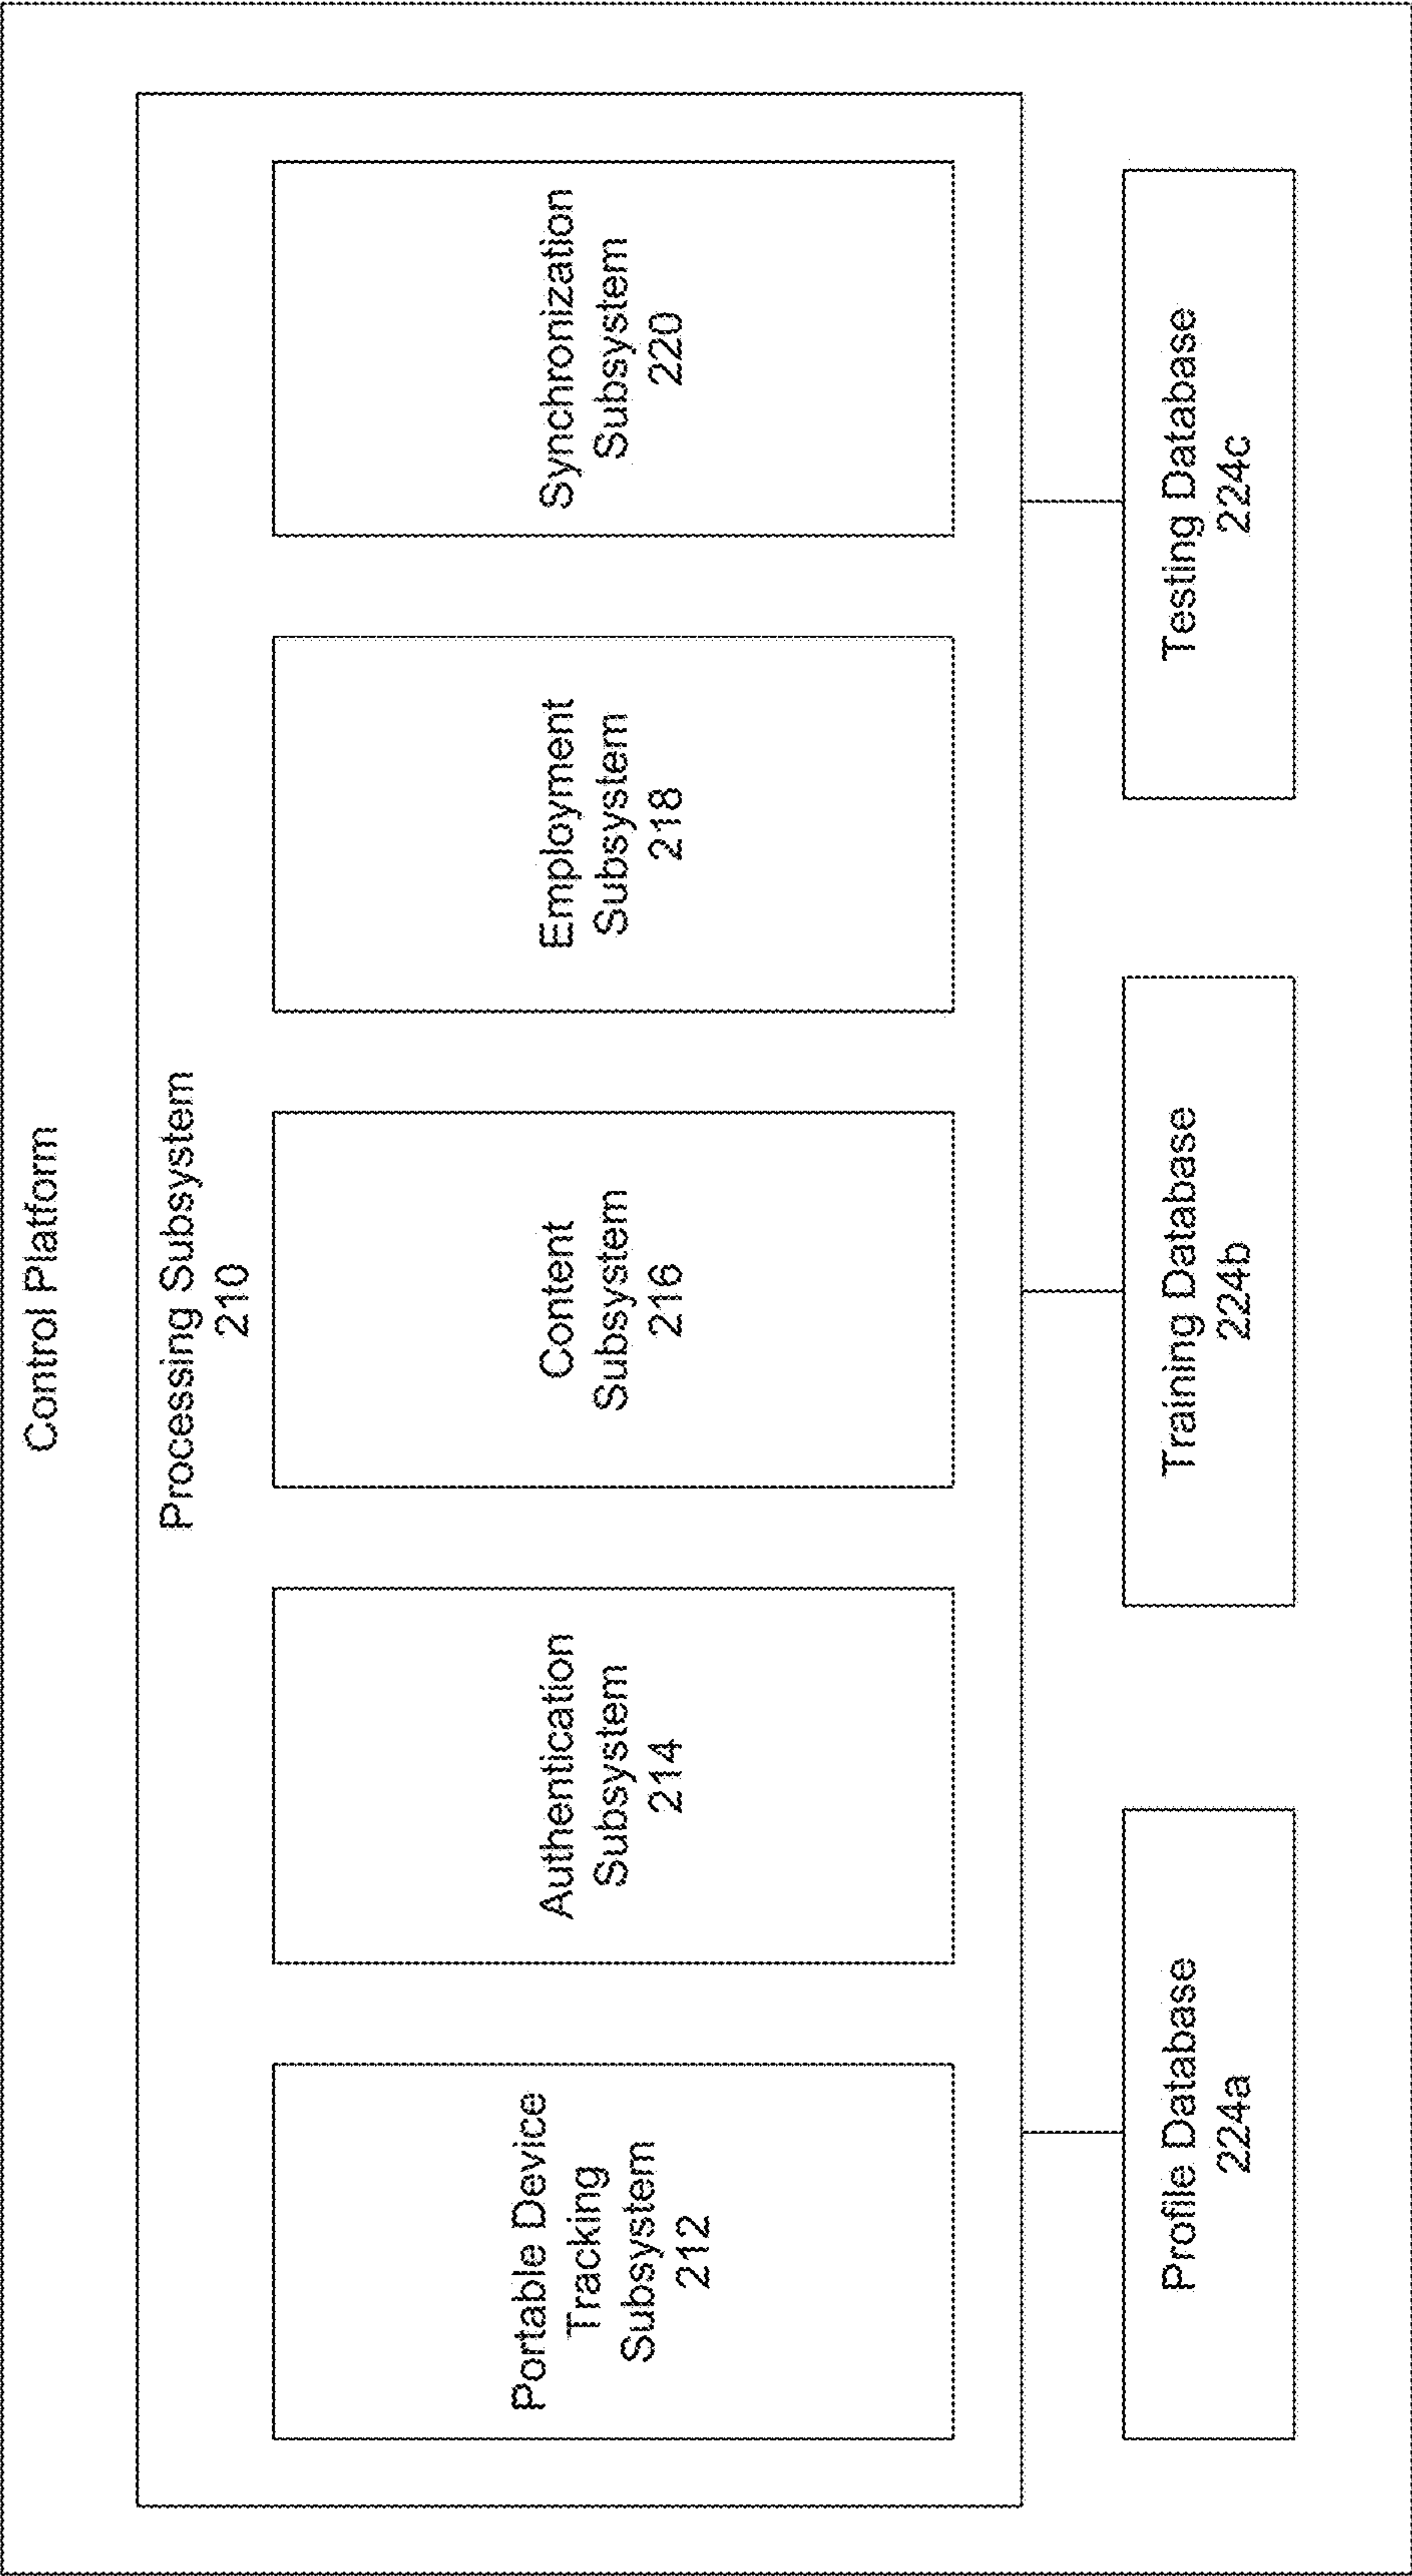 Control Platform
Processing Subsystem
210
Portable Device
Tracking
Subsystem
212
Authentication
Subsystem
214
Content
Subsystem
216
Employment
Subsystem
218
Synchronization
Subsystem
220
Profile Database
224a
Training Database
224b
Testing Database
224c